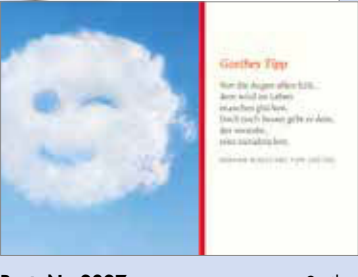 Goethes Tipp
Wer die Augen offen hält,
dem wird im Leben
manches glücken.
Doch noch besser geht es dem,
der versteht,
eins zuzudrücken.
JOHANN WOLFGANG VON GOETHE